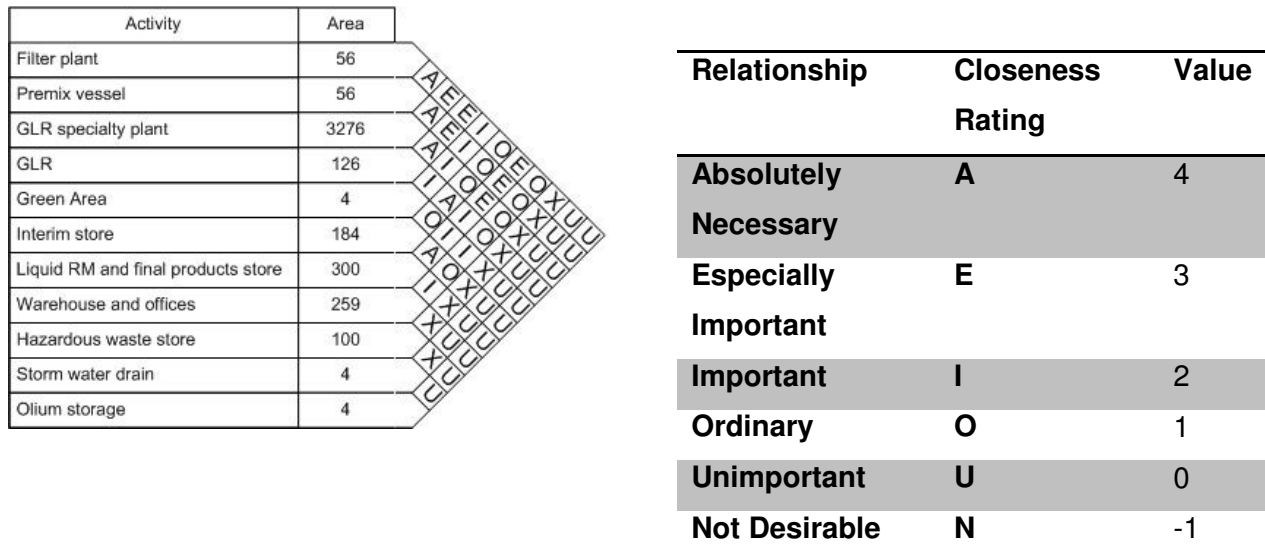 Activity Area
Filter plant 56
Premix vessel 56
GLR specialty plant 3276
GLR 126
Green Area 4
Interim store 184
Liquid RM and final products store 300
Warehouse and offices 259
Hazardous waste store 100
Storm water drain 4
Olium storage 4
A E E I O E O X U U
A E I O E O X U U
A I O E O X U U
I A I O X U U
O I I X U U
A O X U U
I X U U
X U U
X U
U
Relationship Closeness Value
Rating
Absolutely A 4
Necessary
Especially E 3
Important
Important I 2
Ordinary O 1
Unimportant U 0
Not Desirable N -1